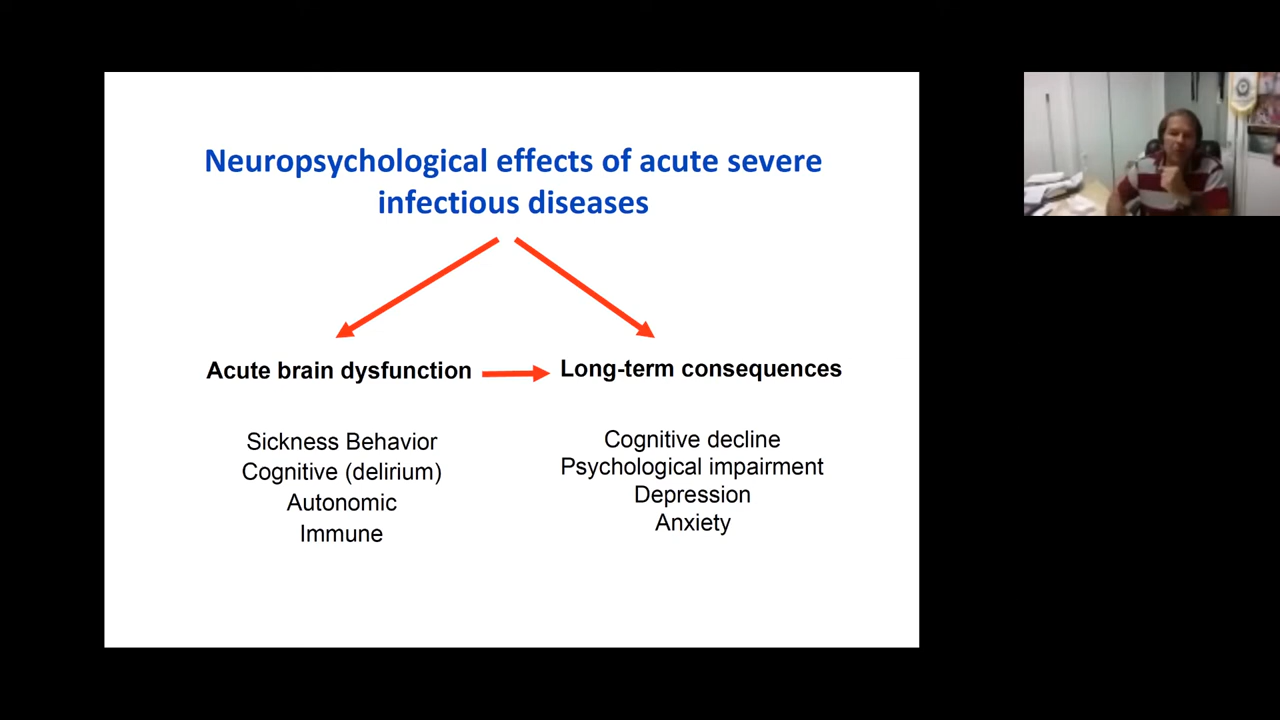 Neuropsychological effects of acute severe
infectious diseases
Acute brain dysfunction
Sickness Behavior
Cognitive (delirium)
Autonomic
Immune
Long-term consequences
Cognitive decline
Psychological impairment
Depression
Anxiety